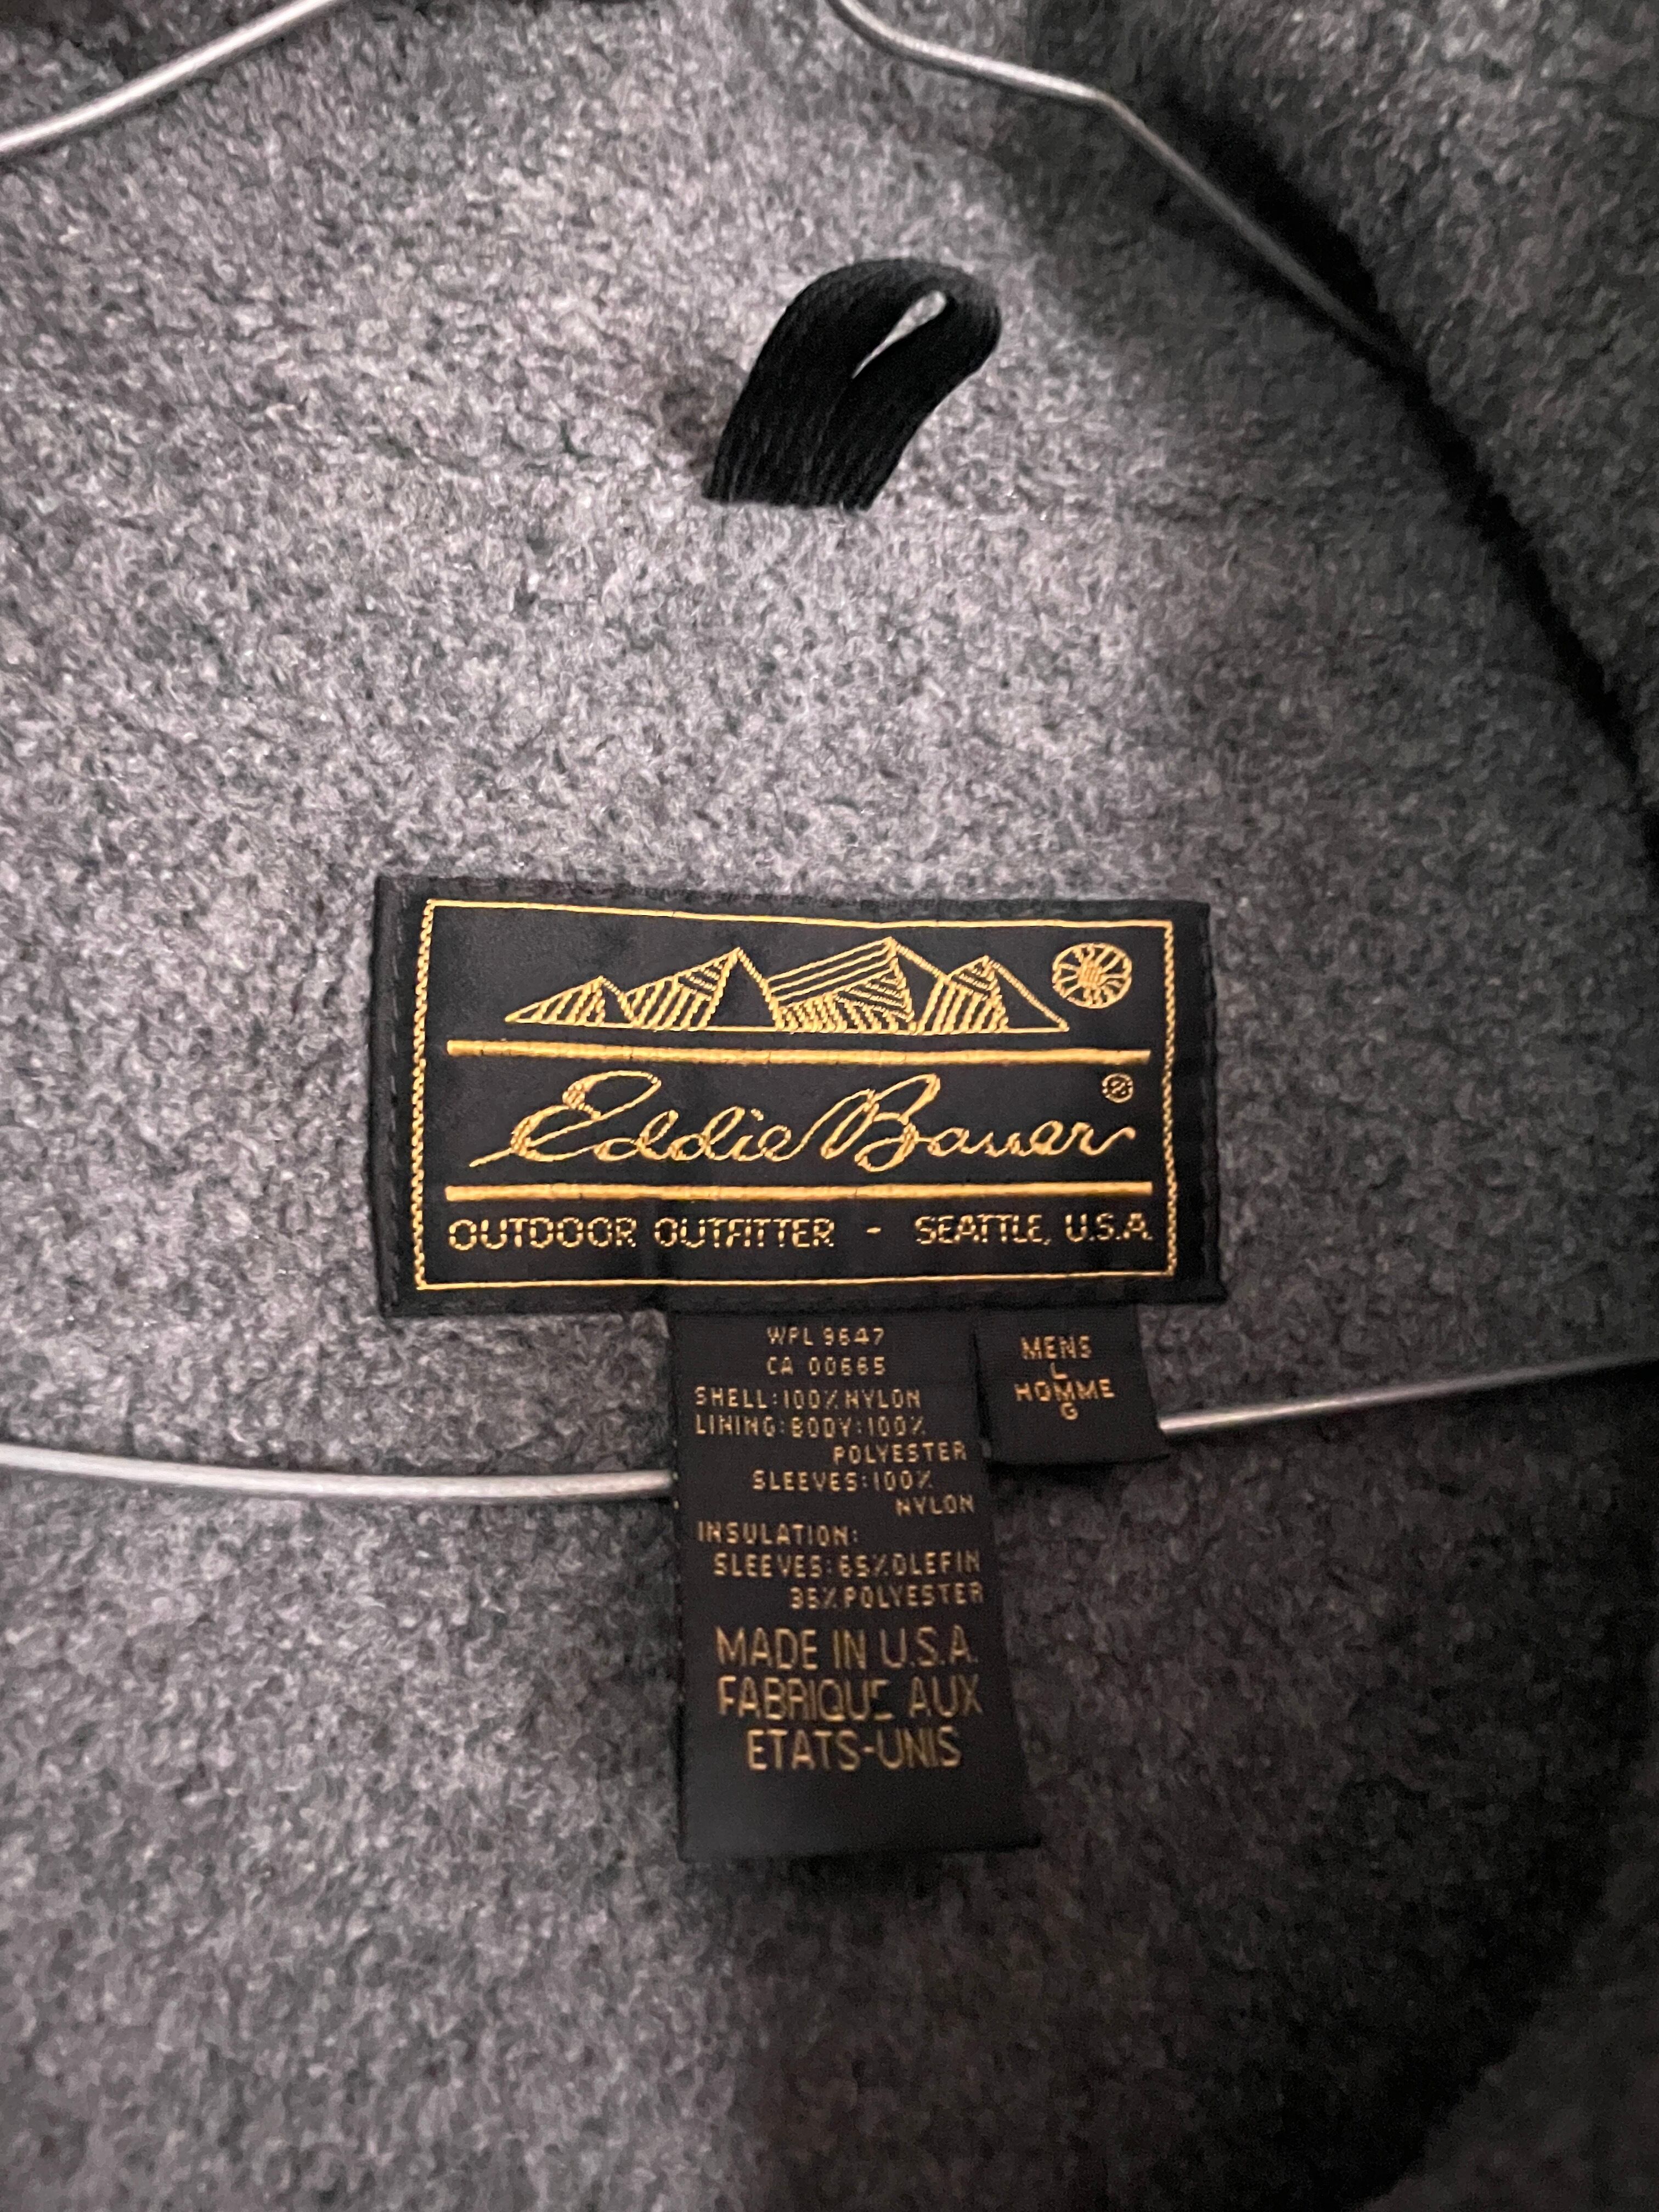 Eddie Bauer®
OUTDOOR OUTFITTER - SEATTLE, U.S.A.
WPL 9647
CA 00665
SHELL:100% NYLON
LINING:BODY:100%
POLYESTER
SLEEVES:100%
NYLON
INSULATION:
SLEEVES:65%OLEFIN
35%POLYESTER
MADE IN U.S.A.
FABRIQUE AUX
ETATS-UNIS
MENS
L
HOMME
G